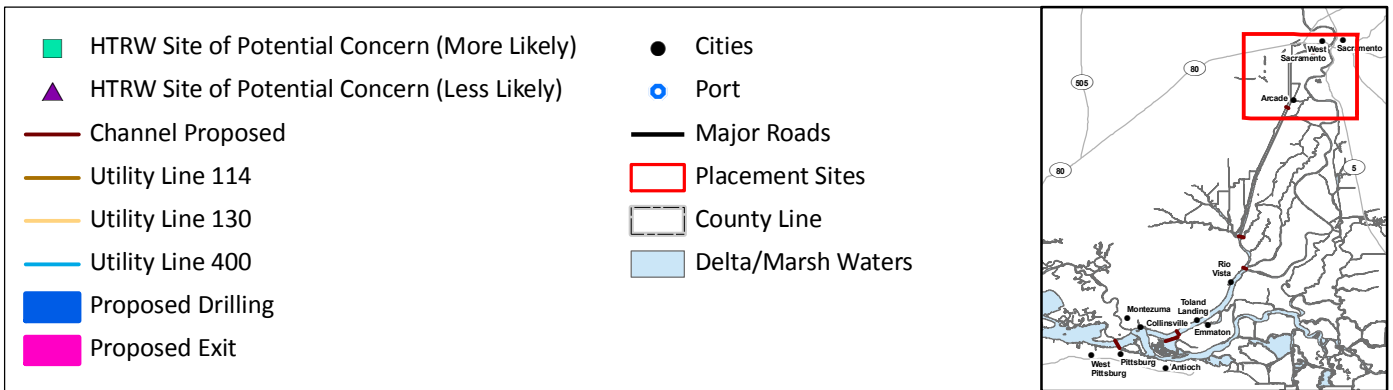 HTRW Site of Potential Concern (More Likely)
HTRW Site of Potential Concern (Less Likely)
Channel Proposed
Utility Line 114
Utility Line 130
Utility Line 400
Proposed Drilling
Proposed Exit
Cities
Port
Major Roads
Placement Sites
County Line
Delta/Marsh Waters
West
Sacramento
Sacramento
80
505
Arcade
80
5
Rio
Vista
Toland
Landing
Montezuma
Collinsville
Emmaton
West
Pittsburg
Pittsburg
Antioch